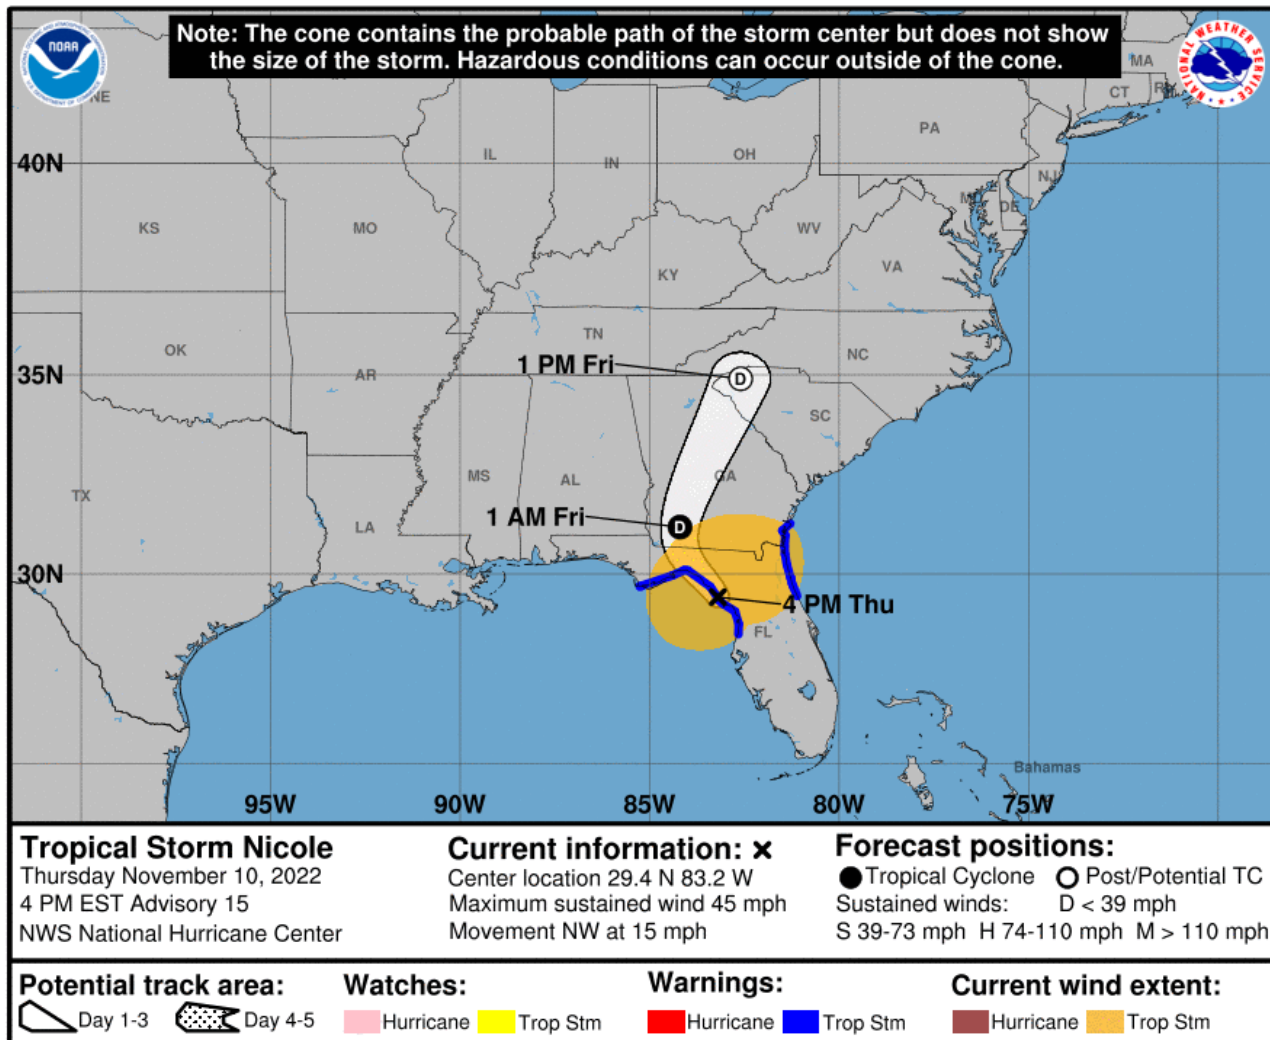 Note: The cone contains the probable path of the storm center but does not show
the size of the storm. Hazardous conditions can occur outside of the cone.
NOAA
NATIONAL WEATHER SERVICE
NE
MA
CT
PA
40N
IL
IN
OH
NJ
DE
KS
MO
WV
KY
VA
OK
TN
NC
AR
1 PM Fri
D
35N
SC
TX
MS
AL
GA
LA
1 AM Fri
D
30N
4 PM Thu
FL
Bahamas
95W
90W
85W
80W
75W
Tropical Storm Nicole
Thursday November 10, 2022
4 PM EST Advisory 15
NWS National Hurricane Center
Current information: ×
Center location 29.4 N 83.2 W
Maximum sustained wind 45 mph
Movement NW at 15 mph
Forecast positions:
Tropical Cyclone Post/Potential TC
Sustained winds: D < 39 mph
S 39-73 mph H 74-110 mph M > 110 mph
Potential track area:
Day 1-3 Day 4-5
Watches:
Hurricane Trop Stm
Warnings:
Hurricane Trop Stm
Current wind extent:
Hurricane Trop Stm